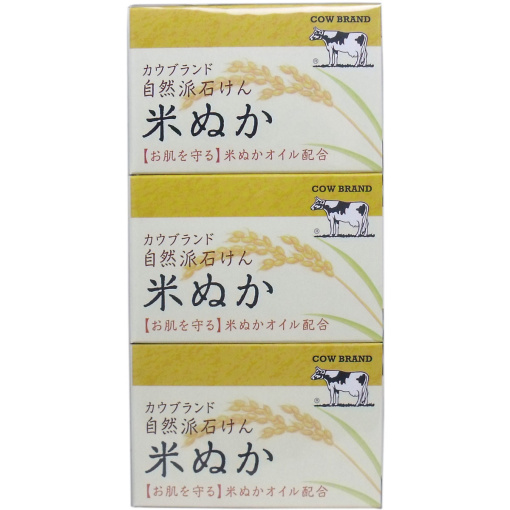 COW BRAND
®
カウブランド
自然派石けん
米ぬか
【お肌を守る】米ぬかオイル配合
COW BRAND
®
カウブランド
自然派石けん
米ぬか
【お肌を守る】米ぬかオイル配合
COW BRAND
®
カウブランド
自然派石けん
米ぬか
【お肌を守る】米ぬかオイル配合